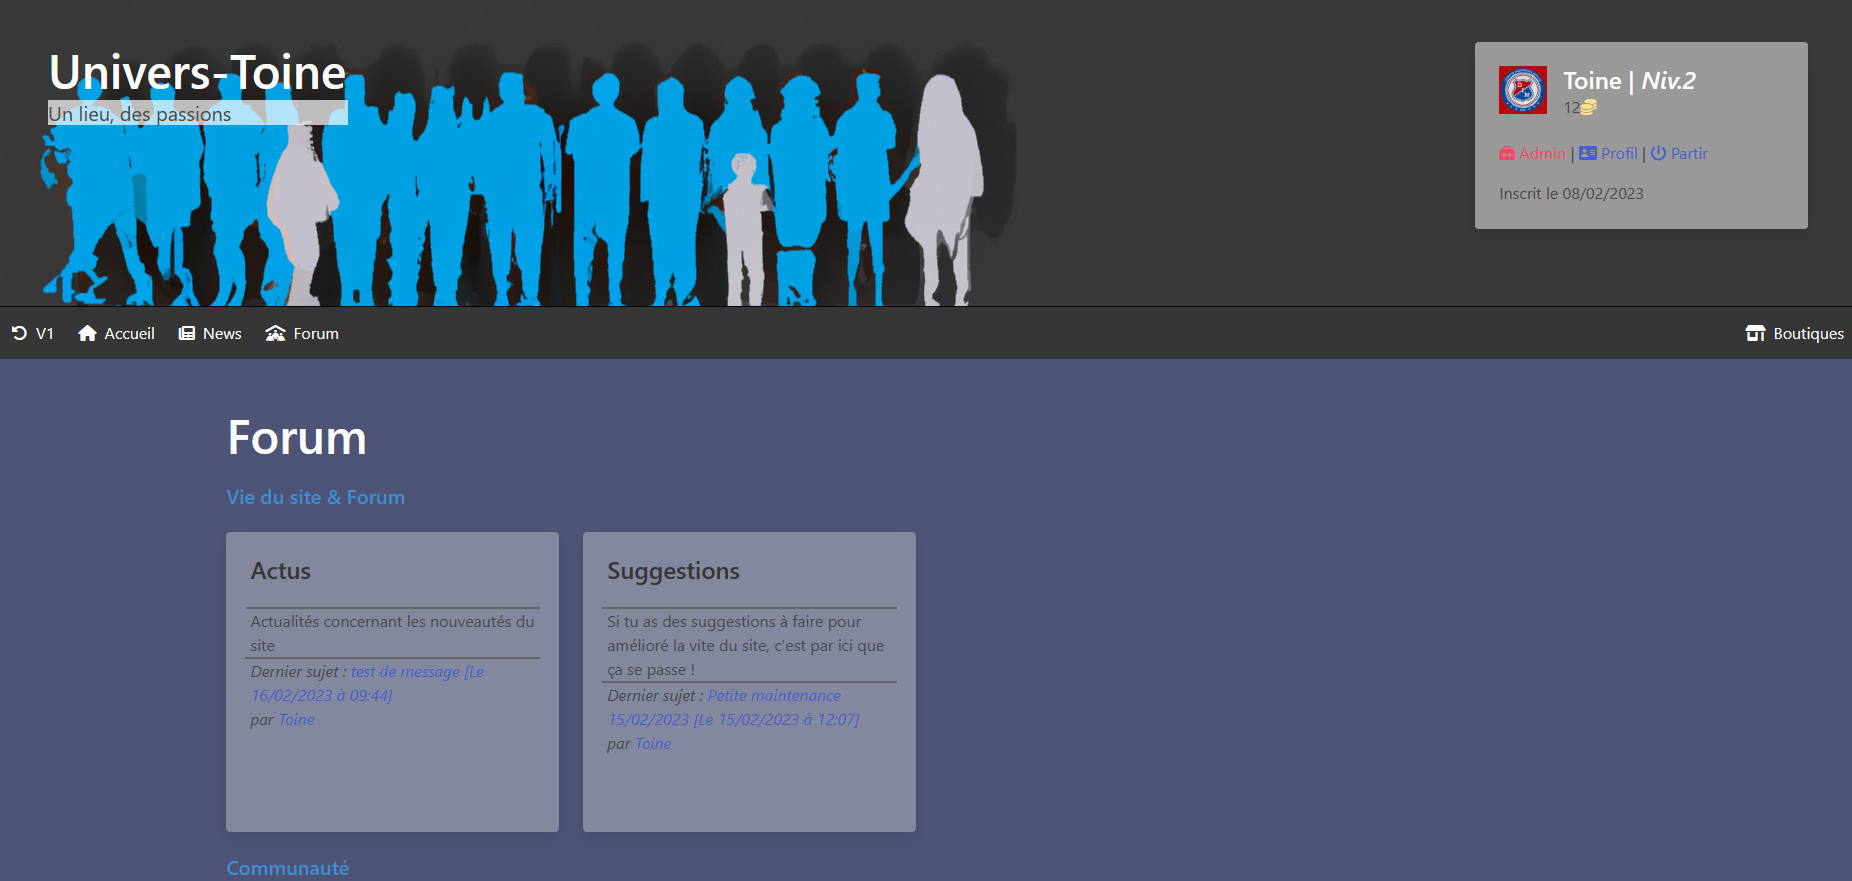 Univers-Toine
Un lieu, des passions
Toine | Niv.2
12
Admin | Profil | Partir
Inscrit le 08/02/2023
V1 Accueil News Forum Boutiques
Forum
Vie du site & Forum
Actus
Actualités concernant les nouveautés du
site
Dernier sujet : test de message [Le
16/02/2023 à 09:44]
par Toine
Suggestions
Si tu as des suggestions à faire pour
amélioré la vite du site, c'est par ici que
ça se passe !
Dernier sujet : Petite maintenance
15/02/2023 [Le 15/02/2023 à 12:07]
par Toine
Communauté